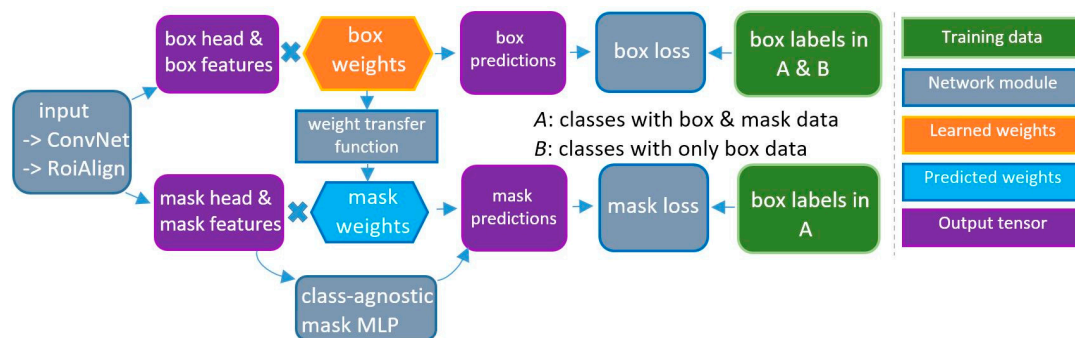 input
-> ConvNet
-> RoiAlign
box head &
box features
box
weights
box
predictions
box loss
box labels in
A & B
weight transfer
function
A: classes with box & mask data
B: classes with only box data
mask head &
mask features
mask
weights
mask
predictions
mask loss
box labels in
A
class-agnostic
mask MLP
Training data
Network module
Learned weights
Predicted weights
Output tensor